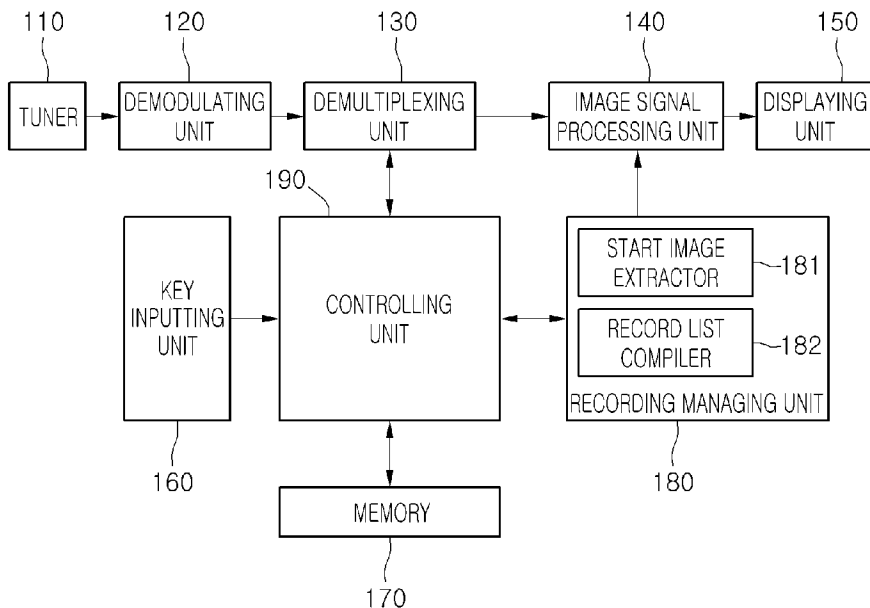 110
120
130
140
150
TUNER
DEMODULATING
UNIT
DEMULTIPLEXING
UNIT
IMAGE SIGNAL
PROCESSING UNIT
DISPLAYING
UNIT
190
KEY
INPUTTING
UNIT
CONTROLLING
UNIT
START IMAGE
EXTRACTOR
181
RECORD LIST
COMPILER
182
RECORDING MANAGING UNIT
160
180
MEMORY
170